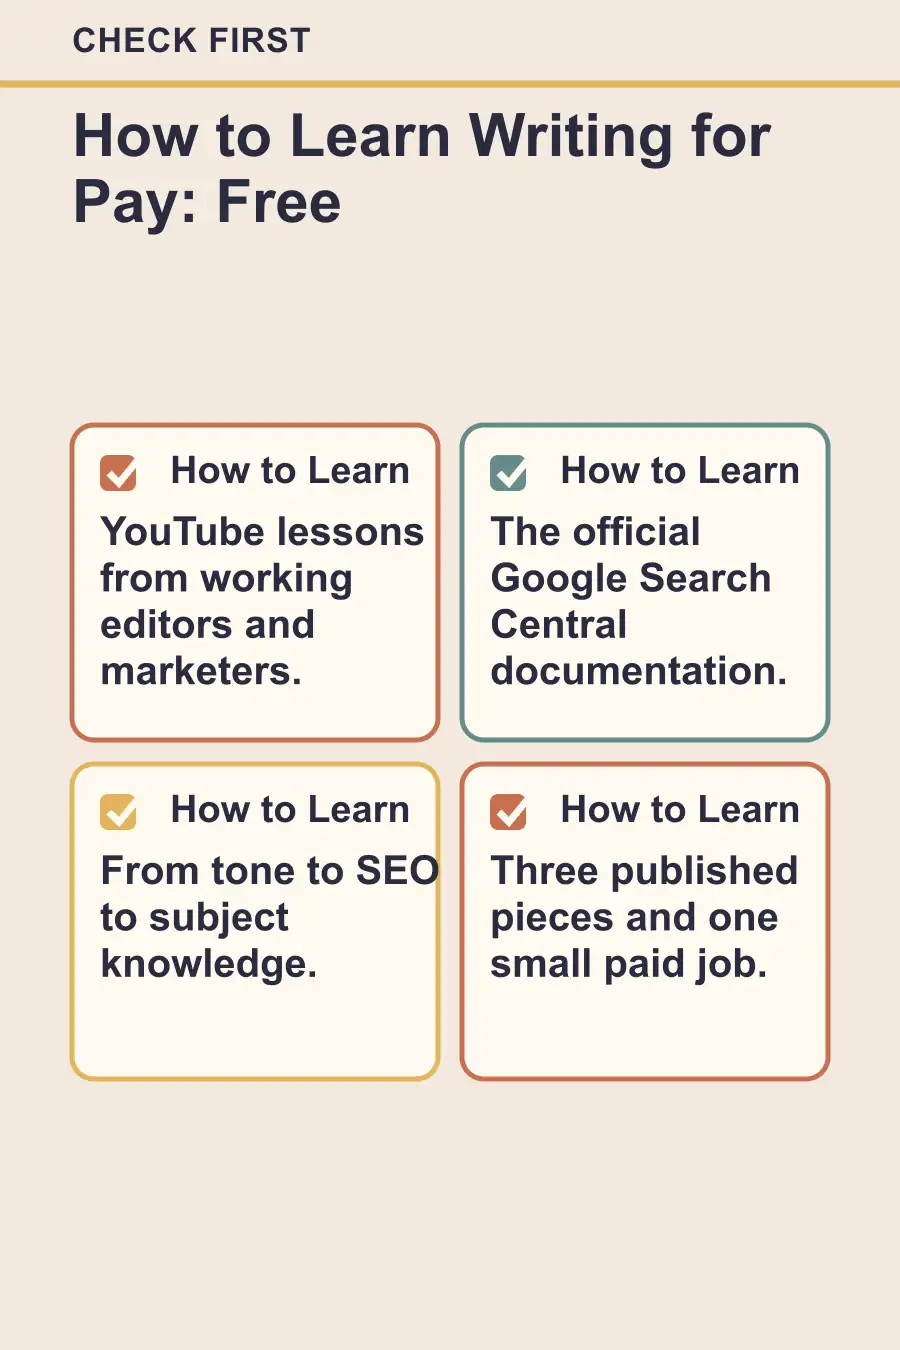 CHECK FIRST
How to Learn Writing for
Pay: Free
How to Learn
YouTube lessons
from working
editors and
marketers.
How to Learn
The official
Google Search
Central
documentation.
How to Learn
From tone to SEO
to subject
knowledge.
How to Learn
Three published
pieces and one
small paid job.